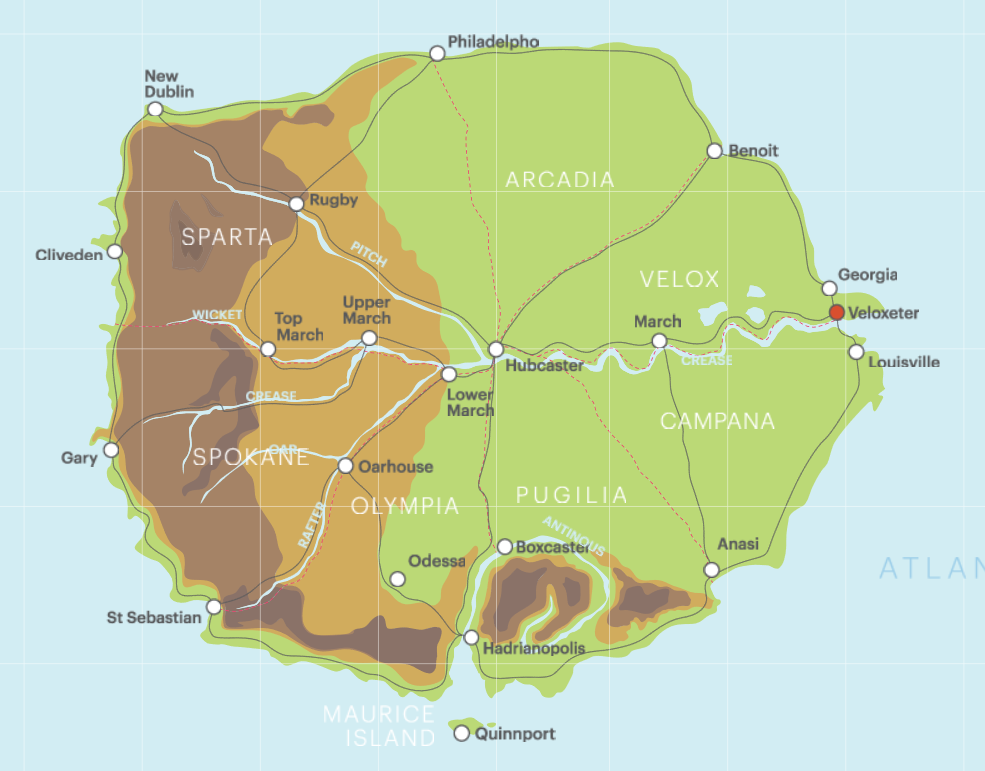 Philadelpho
New
Dublin
Benoit
ARCADIA
Rugby
SPARTA
Cliveden
PITCH
Georgia
VELOX
Upper
March
WICKET
Top
March
March
Veloxeter
CREASE
Louisville
Hubcaster
CREASE
Lower
March
CAMPANA
OAR
SPOKANE
Gary
Oarhouse
PUGILIA
OLYMPIA
RAFTER
ANTINOUS
Boxcaster
Anasi
Odessa
ATLAN
St Sebastian
Hadrianopolis
MAURICE
ISLAND
Quinnport